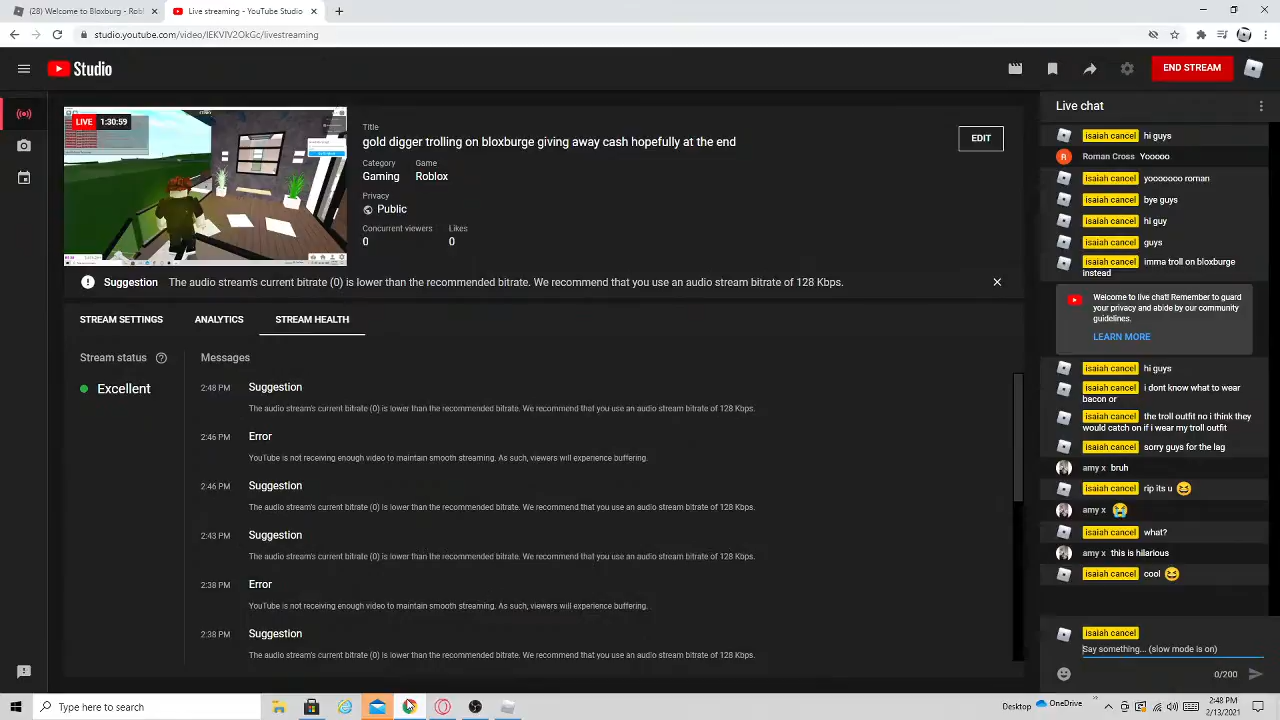 (28) Welcome to Bloxburg - Rob
Live streaming - YouTube Studio
studio.youtube.com/video/IEKVIV2OkGc/livestreaming
Studio
END STREAM
LIVE 1:30:59
Title
gold digger trolling on bloxburge giving away cash hopefully at the end
EDIT
Category Game
Gaming Roblox
Privacy
Public
Concurrent viewers Likes
0 0
Suggestion The audio stream's current bitrate (0) is lower than the recommended bitrate. We recommend that you use an audio stream bitrate of 128 Kbps.
STREAM SETTINGS ANALYTICS STREAM HEALTH
Stream status Messages
Excellent
2:48 PM Suggestion
The audio stream's current bitrate (0) is lower than the recommended bitrate. We recommend that you use an audio stream bitrate of 128 Kbps.
2:46 PM Error
YouTube is not receiving enough video to maintain smooth streaming. As such, viewers will experience buffering.
2:46 PM Suggestion
The audio stream's current bitrate (0) is lower than the recommended bitrate. We recommend that you use an audio stream bitrate of 128 Kbps.
2:43 PM Suggestion
The audio stream's current bitrate (0) is lower than the recommended bitrate. We recommend that you use an audio stream bitrate of 128 Kbps.
2:38 PM Error
YouTube is not receiving enough video to maintain smooth streaming. As such, viewers will experience buffering.
2:38 PM Suggestion
The audio stream's current bitrate (0) is lower than the recommended bitrate. We recommend that you use an audio stream bitrate of 128 Kbps.
Live chat
isaiah cancel hi guys
R Roman Cross Yooooo
isaiah cancel yooooooo roman
isaiah cancel bye guys
isaiah cancel hi guy
isaiah cancel guys
isaiah cancel imma troll on bloxburge
instead
Welcome to live chat! Remember to guard
your privacy and abide by our community
guidelines.
LEARN MORE
isaiah cancel hi guys
isaiah cancel i dont know what to wear
bacon or
isaiah cancel the troll outfit no i think they
would catch on if i wear my troll outfit
isaiah cancel sorry guys for the lag
amy x bruh
isaiah cancel rip its u 😆
amy x 😭
isaiah cancel what?
amy x this is hilarious
isaiah cancel cool 😆
isaiah cancel
Say something... (slow mode is on)
0/200
Type here to search
Desktop
OneDrive
2:48 PM
2/13/2021